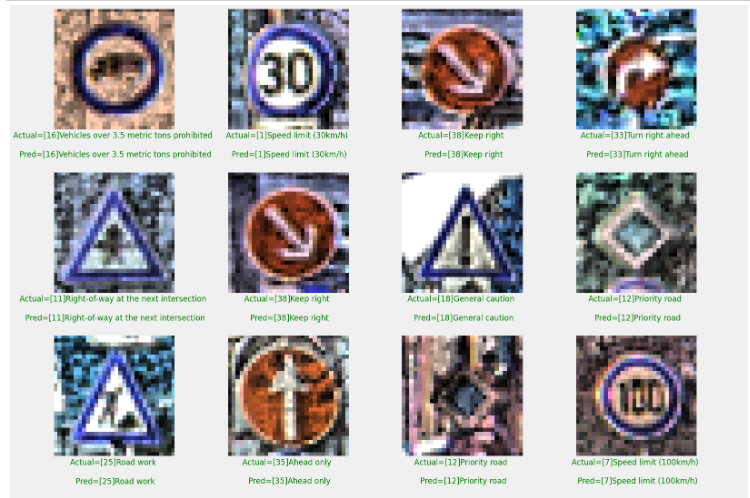 30
Actual=[16]Vehicles over 3.5 metric tons prohibited
Pred=[16]Vehicles over 3.5 metric tons prohibited
Actual=[1]Speed limit (30km/h)
Pred=[1]Speed limit (30km/h)
Actual=[38]Keep right
Pred=[38]Keep right
Actual=[33]Turn right ahead
Pred=[33]Turn right ahead
Actual=[11]Right-of-way at the next intersection
Pred=[11]Right-of-way at the next intersection
Actual=[38]Keep right
Pred=[38]Keep right
Actual=[18]General caution
Pred=[18]General caution
Actual=[12]Priority road
Pred=[12]Priority road
100
Actual=[25]Road work
Pred=[25]Road work
Actual=[35]Ahead only
Pred=[35]Ahead only
Actual=[12]Priority road
Pred=[12]Priority road
Actual=[7]Speed limit (100km/h)
Pred=[7]Speed limit (100km/h)